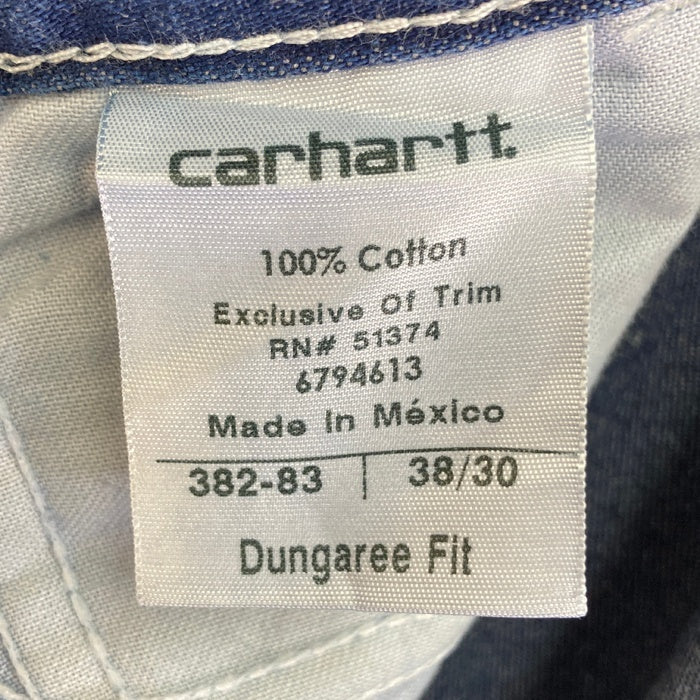 carhartt.
100% Cotton
Exclusive Of Trim
RN# 51374
6794613
Made In México
382-83 | 38/30
Dungaree Fit